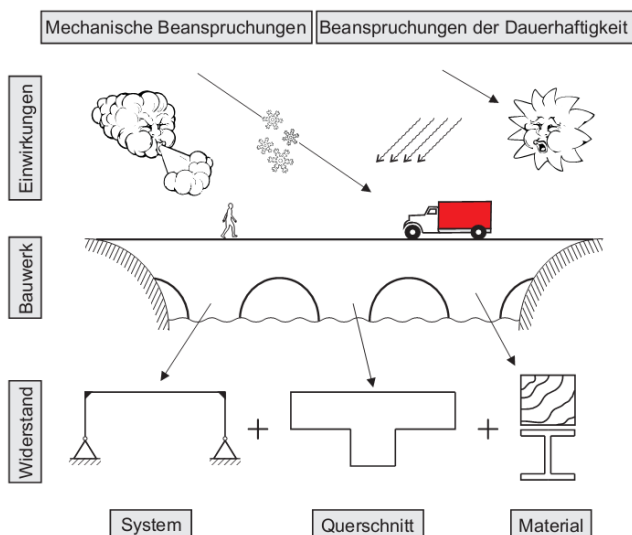 Mechanische Beanspruchungen
Beanspruchungen der Dauerhaftigkeit
Einwirkungen
Bauwerk
Widerstand
System
Querschnitt
Material